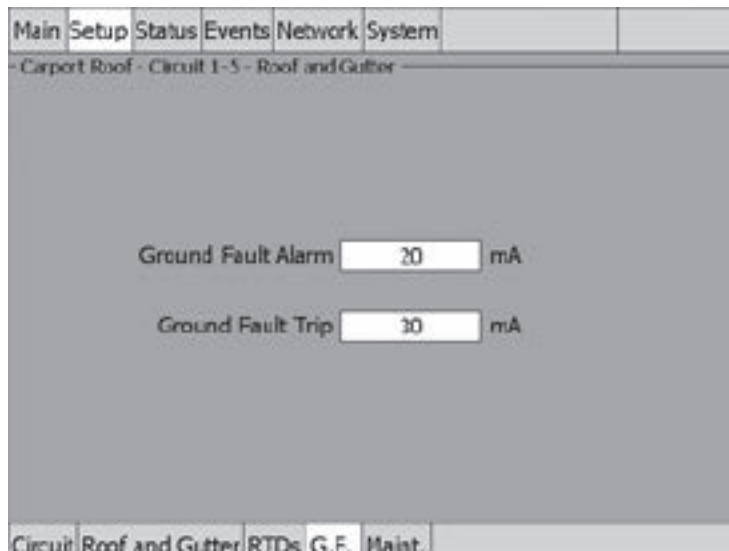 Main Setup Status Events Network System
Carport Roof - Circuit 1-5 - Roof and Gutter
Ground Fault Alarm 20 mA
Ground Fault Trip 30 mA
Circuit Roof and Gutter RTDs G.F. Maint.